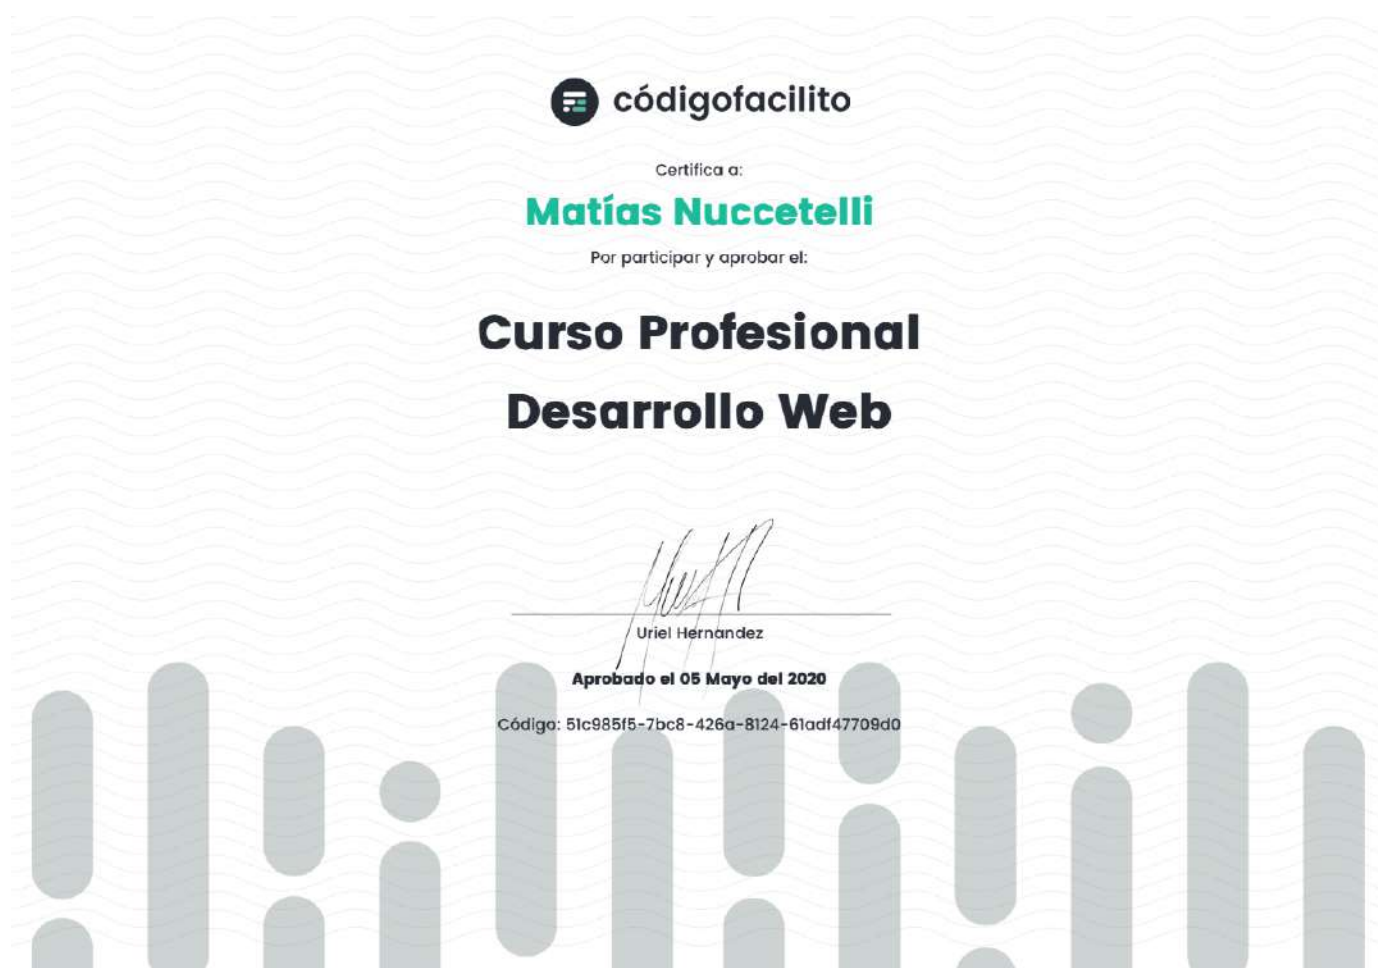 códigofacilito
Certifica a:
Matías Nuccetelli
Por participar y aprobar el:
Curso Profesional
Desarrollo Web
Uriel Hernandez
Aprobado el 05 Mayo del 2020
Código: 51c985f5-7bc8-426a-8124-61adf47709d0